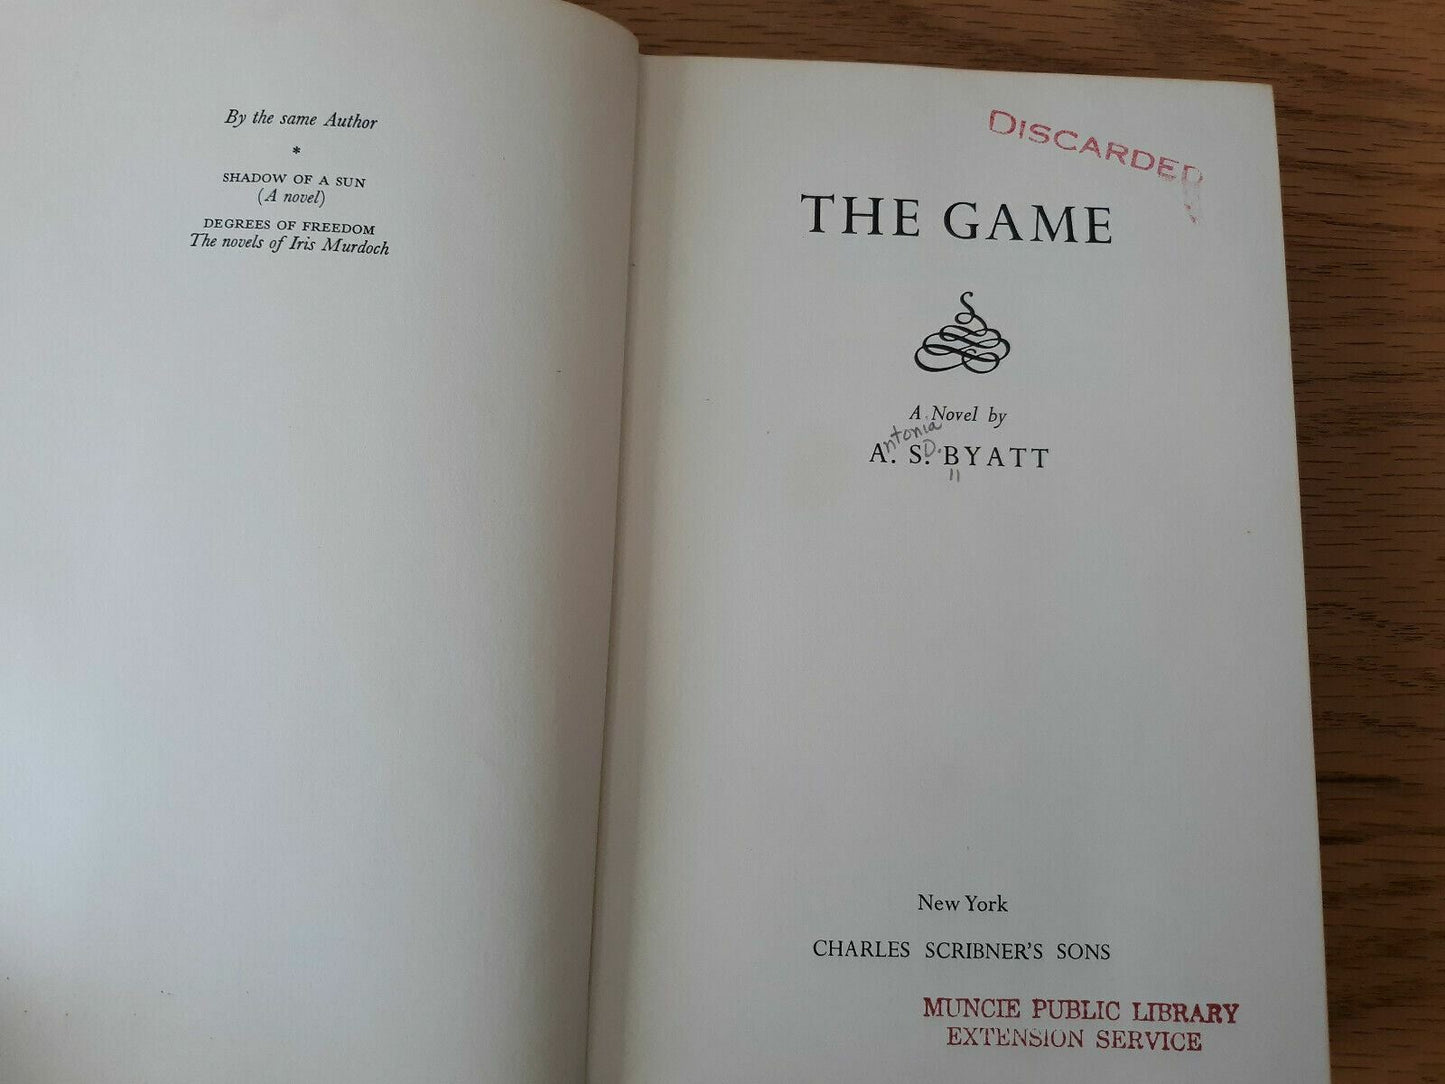 By the same Author
*
SHADOW OF A SUN
(A novel)
DEGREES OF FREEDOM
The novels of Iris Murdoch
DISCARDED
THE GAME
A Novel by
ntonia
A. S. D. BYATT
New York
CHARLES SCRIBNER'S SONS
MUNCIE PUBLIC LIBRARY
EXTENSION SERVICE